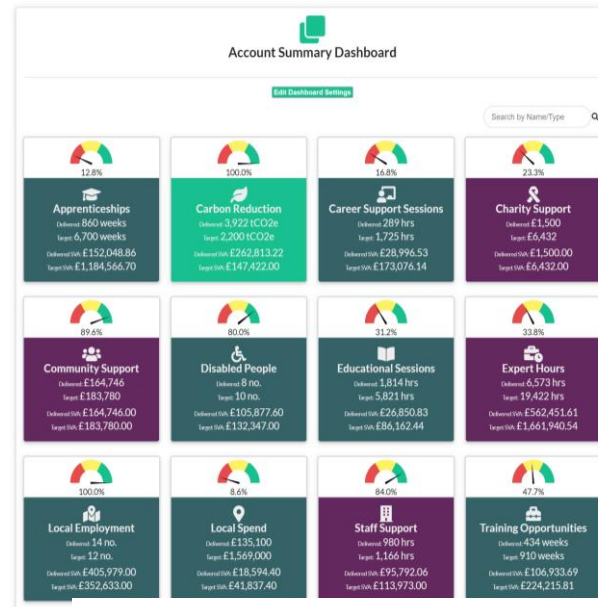 Account Summary Dashboard
Edit Dashboard Settings
Search by Name/Type
12.8%
Apprenticeships
Delivered: 860 weeks
Target: 6,700 weeks
Delivered SVA: £152,048.86
Target SVA: £1,184,566.70
100.0%
Carbon Reduction
Delivered: 3,922 tCO2e
Target: 2,200 tCO2e
Delivered SVA: £262,813.22
Target SVA: £147,422.00
16.8%
Career Support Sessions
Delivered: 289 hrs
Target: 1,725 hrs
Delivered SVA: £28,996.53
Target SVA: £173,076.14
23.3%
Charity Support
Delivered: £1,500
Target: £6,432
Delivered SVA: £1,500.00
Target SVA: £6,432.00
89.6%
Community Support
Delivered: £164,746
Target: £183,780
Delivered SVA: £164,746.00
Target SVA: £183,780.00
80.0%
Disabled People
Delivered: 8 no.
Target: 10 no.
Delivered SVA: £105,877.60
Target SVA: £132,347.00
31.2%
Educational Sessions
Delivered: 1,814 hrs
Target: 5,821 hrs
Delivered SVA: £26,850.83
Target SVA: £86,162.44
33.8%
Expert Hours
Delivered: 6,573 hrs
Target: 19,422 hrs
Delivered SVA: £562,451.61
Target SVA: £1,661,940.54
100.0%
Local Employment
Delivered: 14 no.
Target: 12 no.
Delivered SVA: £405,979.00
Target SVA: £352,633.00
8.6%
Local Spend
Delivered: £135,100
Target: £1,569,000
Delivered SVA: £18,594.40
Target SVA: £41,837.40
84.0%
Staff Support
Delivered: 980 hrs
Target: 1,166 hrs
Delivered SVA: £95,792.06
Target SVA: £113,973.00
47.7%
Training Opportunities
Delivered: 434 weeks
Target: 910 weeks
Delivered SVA: £106,933.69
Target SVA: £224,215.81